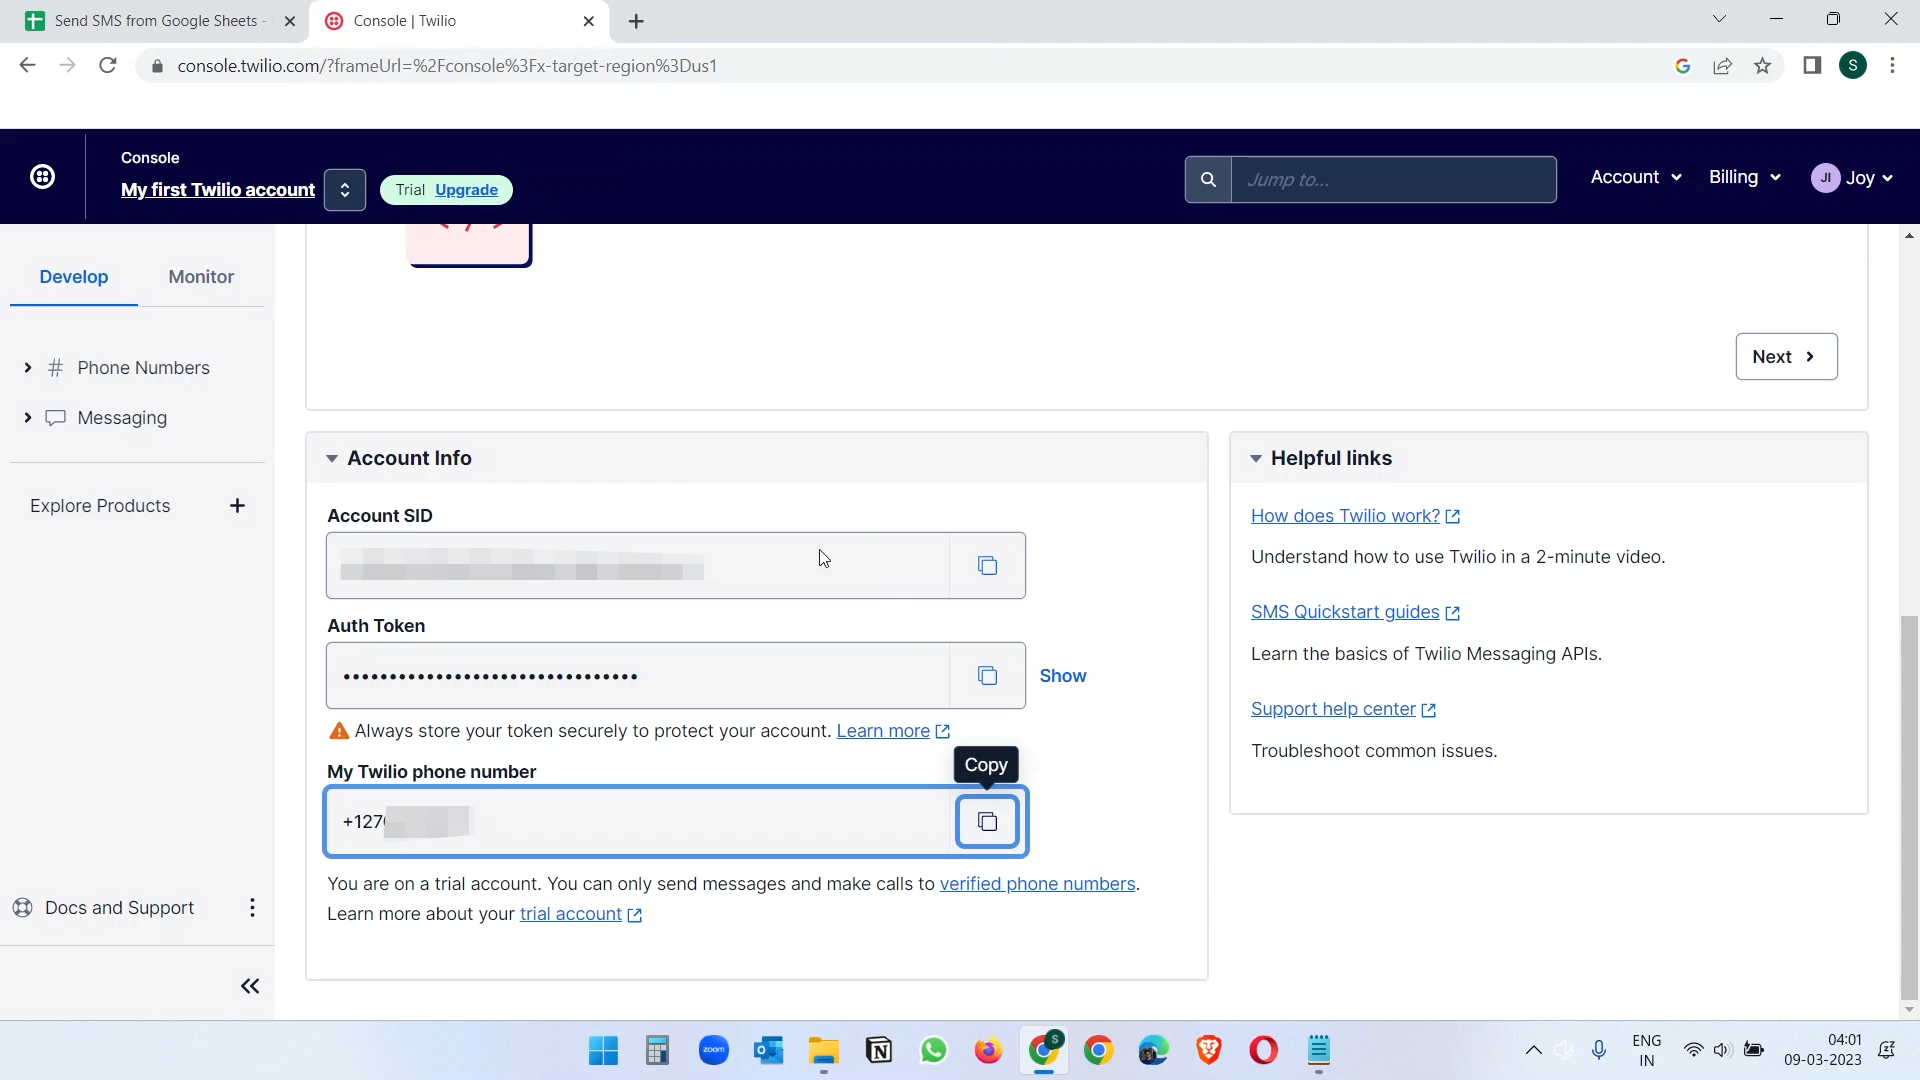 Send SMS from Google Sheets -
Console | Twilio
console.twilio.com/?frameUrl=%2Fconsole%3Fx-target-region%3Dus1
S
Console
My first Twilio account
Trial Upgrade
Jump to...
Account
Billing
JI
Joy
Develop
Monitor
Phone Numbers
Messaging
Explore Products
Docs and Support
Next
Account Info
Account SID
Auth Token
••••••••••••••••••••••••••••••••
Show
Always store your token securely to protect your account. Learn more
My Twilio phone number
Copy
+127
You are on a trial account. You can only send messages and make calls to verified phone numbers.
Learn more about your trial account
Helpful links
How does Twilio work?
Understand how to use Twilio in a 2-minute video.
SMS Quickstart guides
Learn the basics of Twilio Messaging APIs.
Support help center
Troubleshoot common issues.
zoom
S
ENG
IN
04:01
09-03-2023